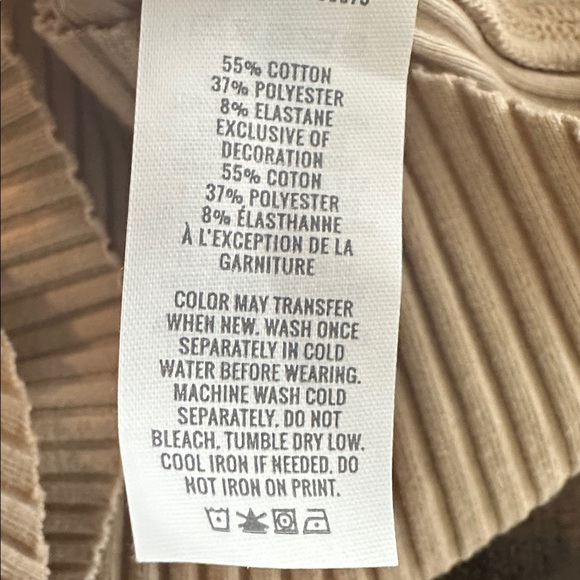 55% COTTON
37% POLYESTER
8% ELASTANE
EXCLUSIVE OF
DECORATION
55% COTON
37% POLYESTER
8% ÉLASTHANNE
À L'EXCEPTION DE LA
GARNITURE
COLOR MAY TRANSFER
WHEN NEW. WASH ONCE
SEPARATELY IN COLD
WATER BEFORE WEARING.
MACHINE WASH COLD
SEPARATELY. DO NOT
BLEACH. TUMBLE DRY LOW.
COOL IRON IF NEEDED. DO
NOT IRON ON PRINT.